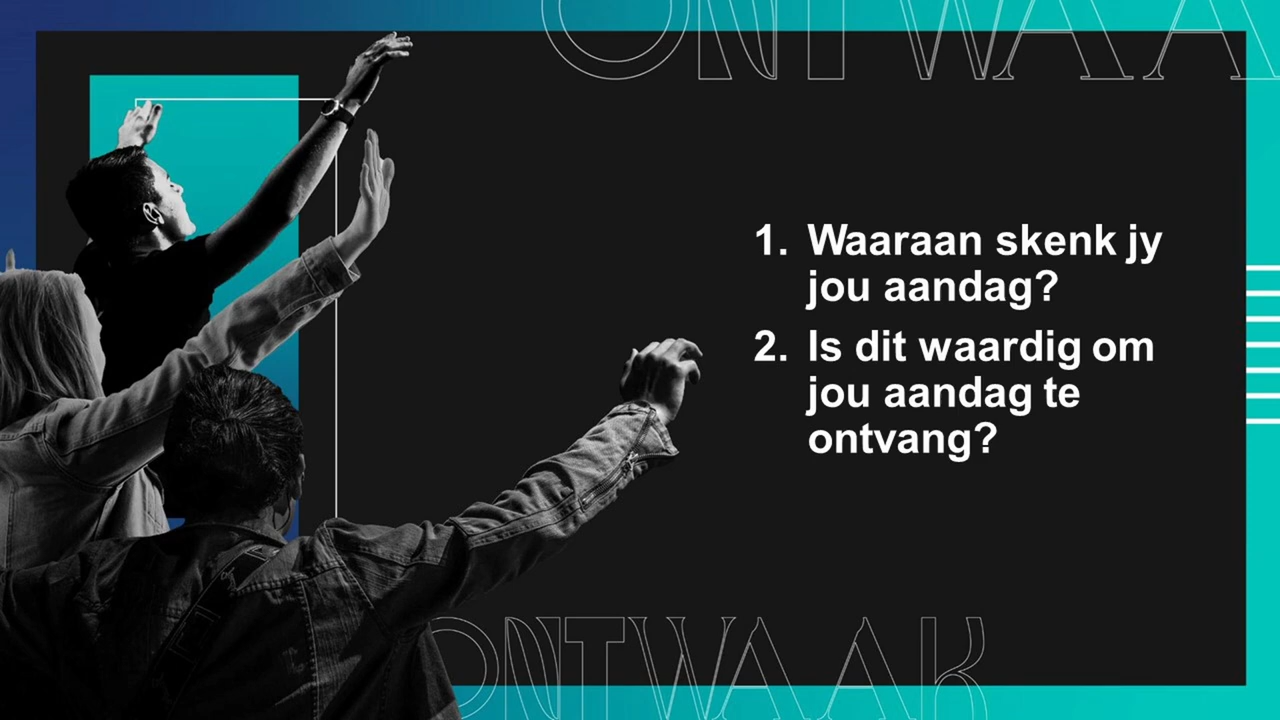 ONTWAA
1. Waaraan skenk jy
jou aandag?
2. Is dit waardig om
jou aandag te
ontvang?
ONTWAAK